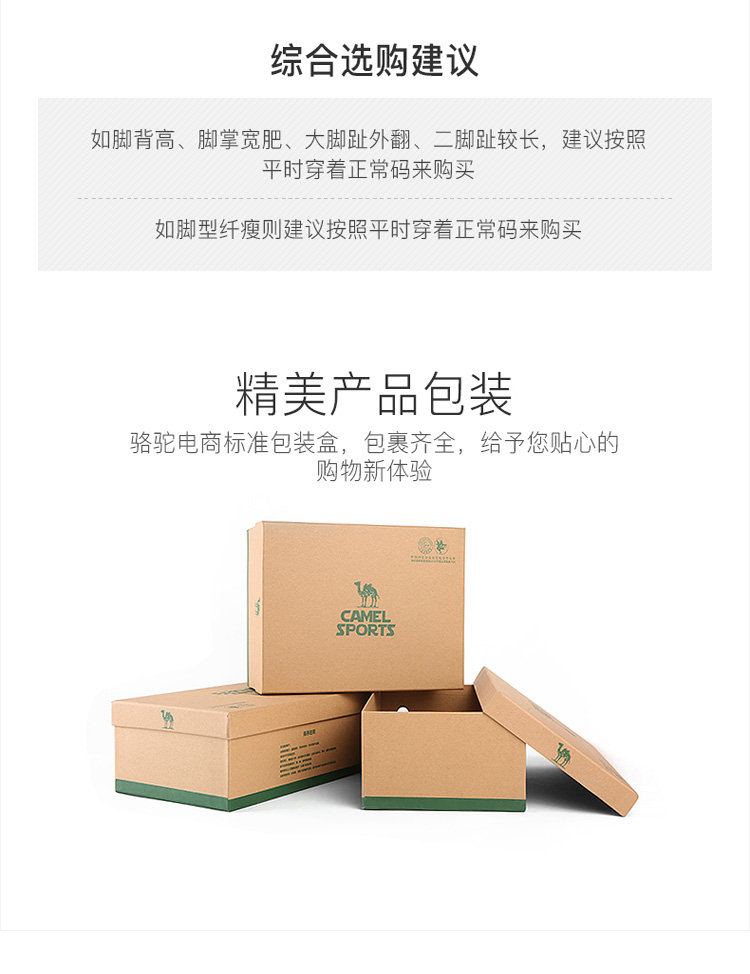 综合选购建议
如脚背高、脚掌宽肥、大脚趾外翻、二脚趾较长，建议按照
平时穿着正常码来购买
如脚型纤瘦则建议按照平时穿着正常码来购买
精美产品包装
骆驼电商标准包装盒，包裹齐全，给予您贴心的
购物新体验
CAMEL
SPORTS